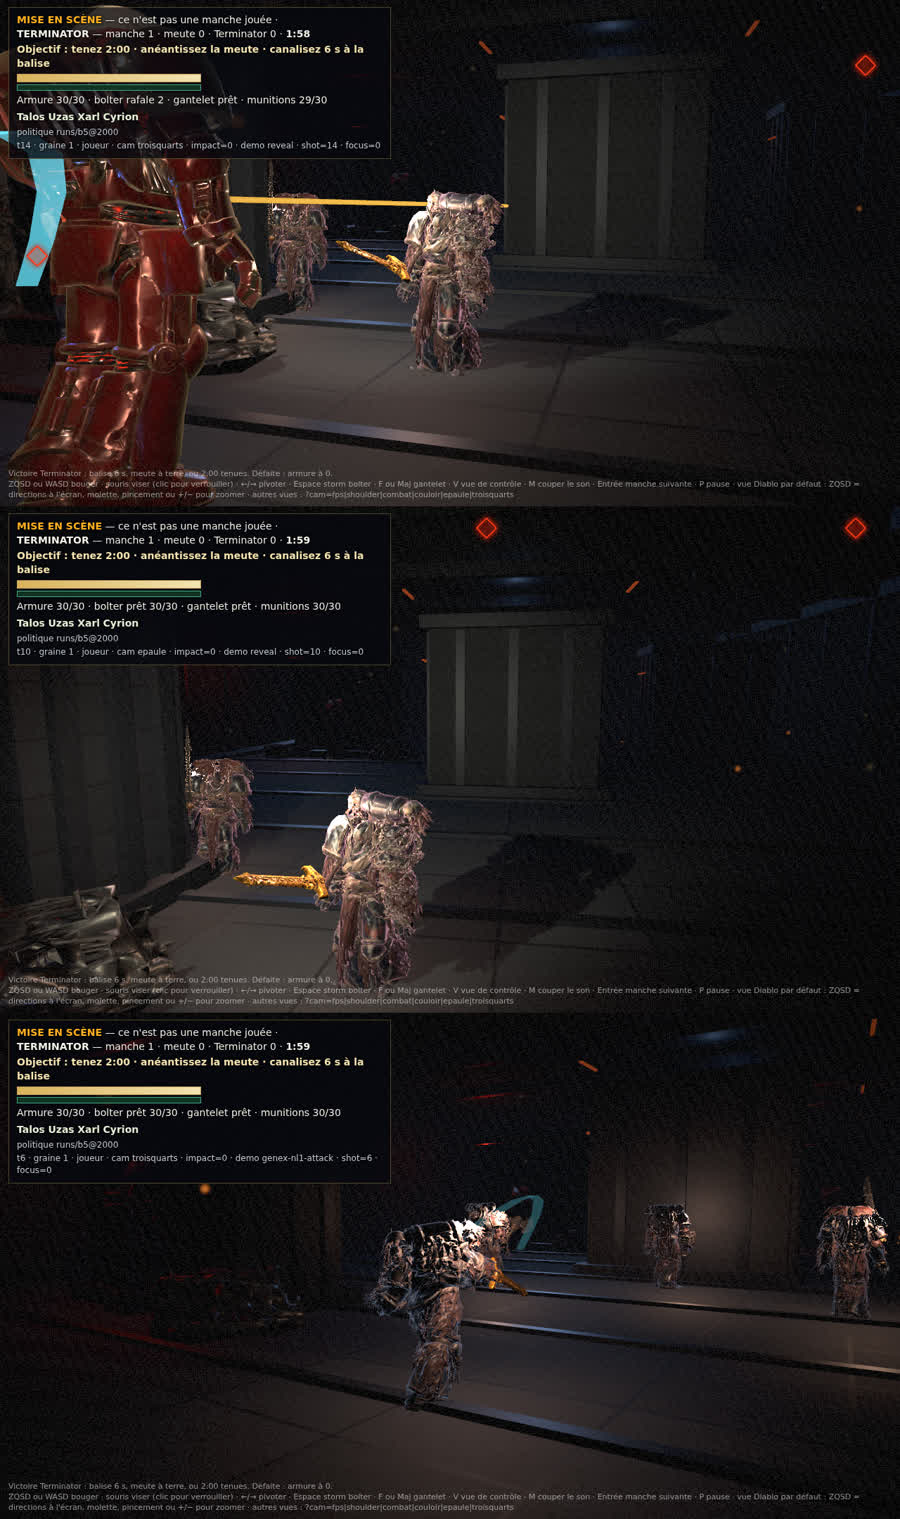 MISE EN SCÈNE — ce n'est pas une manche jouée ·
TERMINATOR — manche 1 · meute 0 · Terminator 0 · 1:58
Objectif : tenez 2:00 · anéantissez la meute · canalisez 6 s à la
balise
Armure 30/30 · bolter rafale 2 · gantelet prêt · munitions 29/30
Talos Uzas Xarl Cyrion
politique runs/b5@2000
t14 · graine 1 · joueur · cam troisquarts · impact=0 · demo reveal · shot=14 · focus=0
Victoire Terminator : balise 6 s, meute à terre, ou 2:00 tenues. Défaite : armure à 0.
ZQSD ou WASD bouger · souris viser (clic pour verrouiller) · ←/→ pivoter · Espace storm bolter · F ou Maj gantelet · V vue de contrôle · M couper le son · Entrée manche suivante · P pause · vue Diablo par défaut : ZQSD =
directions à l'écran, molette, pincement ou +/− pour zoomer · autres vues : ?cam=fps|shoulder|combat|couloir|epaule|troisquarts
MISE EN SCÈNE — ce n'est pas une manche jouée ·
TERMINATOR — manche 1 · meute 0 · Terminator 0 · 1:59
Objectif : tenez 2:00 · anéantissez la meute · canalisez 6 s à la
balise
Armure 30/30 · bolter prêt 30/30 · gantelet prêt · munitions 30/30
Talos Uzas Xarl Cyrion
politique runs/b5@2000
t10 · graine 1 · joueur · cam epaule · impact=0 · demo reveal · shot=10 · focus=0
Victoire Terminator : balise 6 s, meute à terre, ou 2:00 tenues. Défaite : armure à 0.
ZQSD ou WASD bouger · souris viser (clic pour verrouiller) · ←/→ pivoter · Espace storm bolter · F ou Maj gantelet · V vue de contrôle · M couper le son · Entrée manche suivante · P pause · vue Diablo par défaut : ZQSD =
directions à l'écran, molette, pincement ou +/− pour zoomer · autres vues : ?cam=fps|shoulder|combat|couloir|epaule|troisquarts
MISE EN SCÈNE — ce n'est pas une manche jouée ·
TERMINATOR — manche 1 · meute 0 · Terminator 0 · 1:59
Objectif : tenez 2:00 · anéantissez la meute · canalisez 6 s à la
balise
Armure 30/30 · bolter prêt 30/30 · gantelet prêt · munitions 30/30
Talos Uzas Xarl Cyrion
politique runs/b5@2000
t6 · graine 1 · joueur · cam troisquarts · impact=0 · demo genex-nl1-attack · shot=6 ·
focus=0
Victoire Terminator : balise 6 s, meute à terre, ou 2:00 tenues. Défaite : armure à 0.
ZQSD ou WASD bouger · souris viser (clic pour verrouiller) · ←/→ pivoter · Espace storm bolter · F ou Maj gantelet · V vue de contrôle · M couper le son · Entrée manche suivante · P pause · vue Diablo par défaut : ZQSD =
directions à l'écran, molette, pincement ou +/− pour zoomer · autres vues : ?cam=fps|shoulder|combat|couloir|epaule|troisquarts